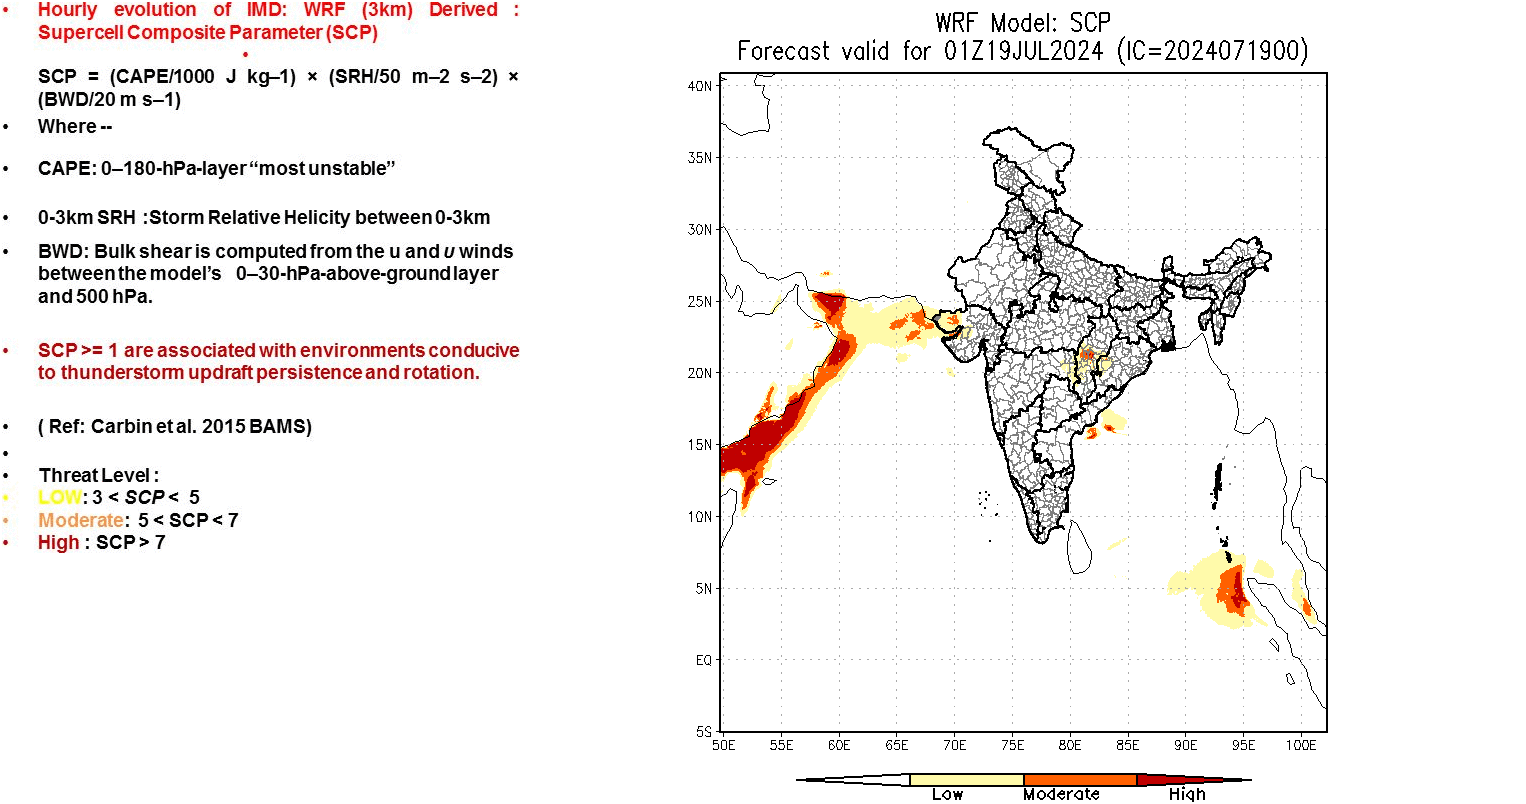 • Hourly evolution of IMD: WRF (3km) Derived :
Supercell Composite Parameter (SCP)
•
SCP = (CAPE/1000 J kg–1) × (SRH/50 m–2 s–2) ×
(BWD/20 m s–1)
• Where --
• CAPE: 0–180-hPa-layer “most unstable”
• 0-3km SRH :Storm Relative Helicity between 0-3km
• BWD: Bulk shear is computed from the u and υ winds
between the model’s 0–30-hPa-above-ground layer
and 500 hPa.
• SCP >= 1 are associated with environments conducive
to thunderstorm updraft persistence and rotation.
• ( Ref: Carbin et al. 2015 BAMS)
•
• Threat Level :
• LOW: 3 < SCP < 5
• Moderate: 5 < SCP < 7
• High : SCP > 7
WRF Model: SCP
Forecast valid for 01Z19JUL2024 (IC=2024071900)
40N
35N
30N
25N
20N
15N
10N
5N
EQ
5S
50E 55E 60E 65E 70E 75E 80E 85E 90E 95E 100E
Low Moderate High